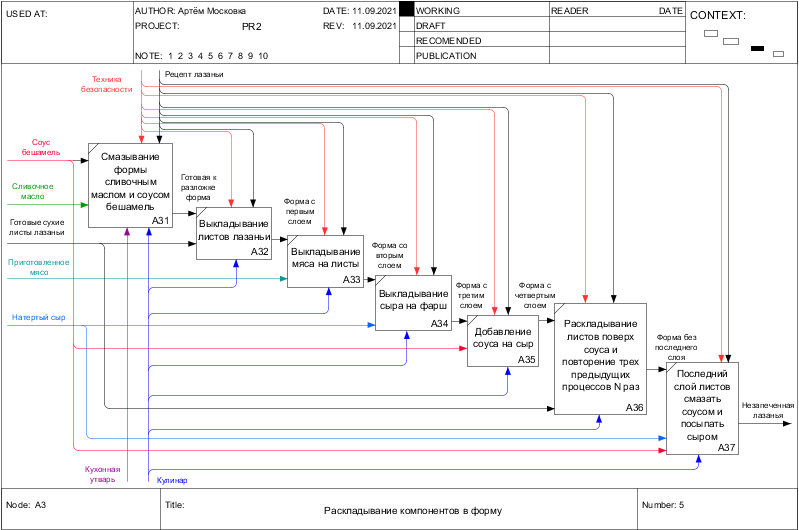 USED AT:
AUTHOR: Артём Московка
DATE: 11.09.2021
PROJECT: PR2
REV: 11.09.2021
NOTE: 1 2 3 4 5 6 7 8 9 10
WORKING
DRAFT
RECOMENDED
PUBLICATION
READER
DATE
CONTEXT:
Техника
безопасности
Рецепт лазаньи
Соус
бешамель
Сливочное
масло
Готовые сухие
листы лазаньи
Приготовленное
мясо
Натертый сыр
Смазывание
формы
сливочным
маслом и соусом
бешамель
A31
Готовая к
разложке
форма
Выкладывание
листов лазаньи
A32
Форма с
первым
слоем
Выкладывание
мяса на листы
A33
Форма со
вторым
слоем
Выкладывание
сыра на фарш
A34
Форма с
третим
слоем
Добавление
соуса на сыр
A35
Форма с
четвертым
слоем
Раскладывание
листов поверх
соуса и
повторение трех
предыдущих
процессов N раз
A36
Форма без
последнего
слоя
Последний
слой листов
смазать
соусом и
посыпать
сыром
A37
Незапеченная
лазанья
Кухонная
утварь
Кулинар
Node: A3
Title:
Раскладывание компонентов в форму
Number: 5